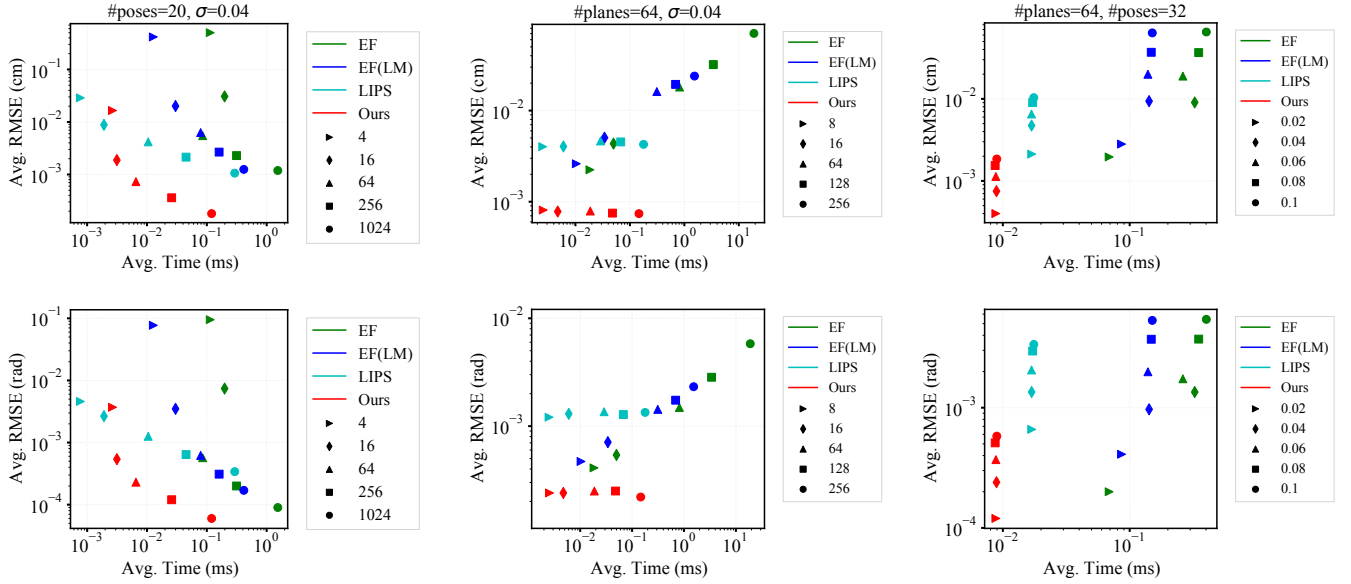 #poses=20, σ=0.04
10⁻¹
10⁻²
10⁻³
Avg. RMSE (cm)
10⁻³ 10⁻² 10⁻¹ 10⁰
Avg. Time (ms)
EF
EF(LM)
LIPS
Ours
4
16
64
256
1024
#planes=64, σ=0.04
10⁻²
10⁻³
Avg. RMSE (cm)
10⁻² 10⁻¹ 10⁰ 10¹
Avg. Time (ms)
EF
EF(LM)
LIPS
Ours
8
16
64
128
256
#planes=64, #poses=32
10⁻²
10⁻³
Avg. RMSE (cm)
10⁻² 10⁻¹
Avg. Time (ms)
EF
EF(LM)
LIPS
Ours
0.02
0.04
0.06
0.08
0.1
10⁻¹
10⁻²
10⁻³
10⁻⁴
Avg. RMSE (rad)
10⁻³ 10⁻² 10⁻¹ 10⁰
Avg. Time (ms)
EF
EF(LM)
LIPS
Ours
4
16
64
256
1024
10⁻²
10⁻³
Avg. RMSE (rad)
10⁻² 10⁻¹ 10⁰ 10¹
Avg. Time (ms)
EF
EF(LM)
LIPS
Ours
8
16
64
128
256
10⁻³
10⁻⁴
Avg. RMSE (rad)
10⁻² 10⁻¹
Avg. Time (ms)
EF
EF(LM)
LIPS
Ours
0.02
0.04
0.06
0.08
0.1